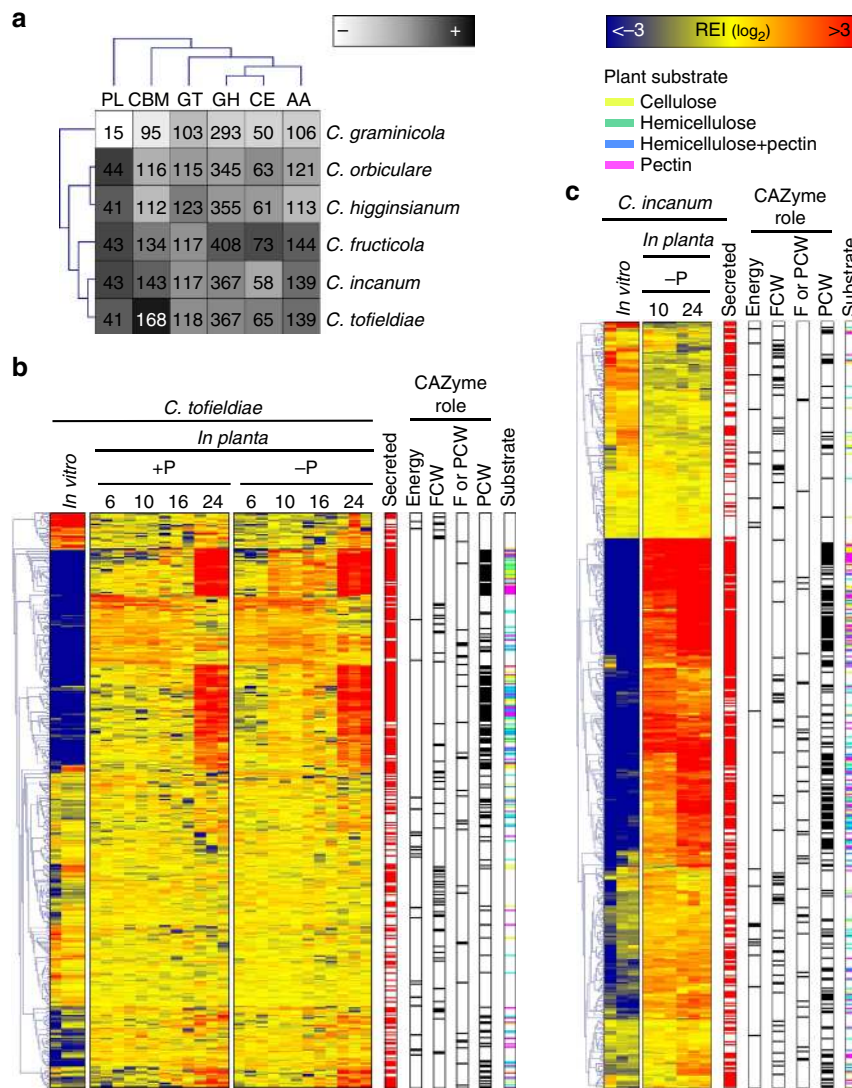 a
− +
PL CBM GT GH CE AA
15 95 103 293 50 106 C. graminicola
44 116 115 345 63 121 C. orbiculare
41 112 123 355 61 113 C. higginsianum
43 134 117 408 73 144 C. fructicola
43 143 117 367 58 139 C. incanum
41 168 118 367 65 139 C. tofieldiae
<−3 REI (log2) >3
Plant substrate
Cellulose
Hemicellulose
Hemicellulose+pectin
Pectin
b
C. tofieldiae
CAZyme
role
In planta
+P −P
In vitro
6 10 16 24 6 10 16 24
Secreted
Energy
FCW
F or PCW
PCW
Substrate
c
C. incanum
CAZyme
role
In planta
−P
In vitro
10 24
Secreted
Energy
FCW
F or PCW
PCW
Substrate